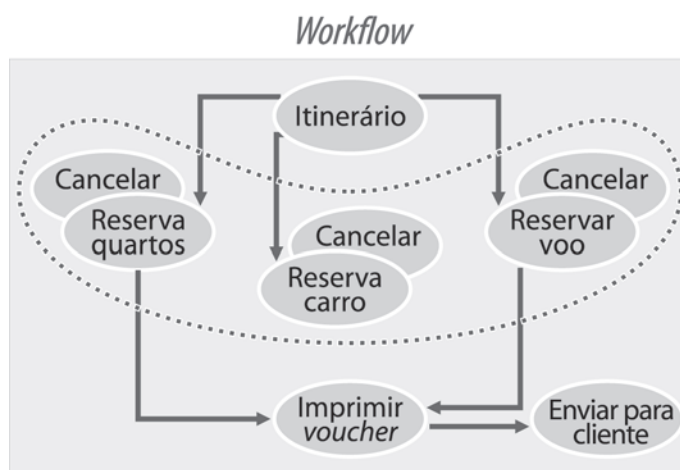 Workflow
Itinerário
Cancelar
Reserva
quartos
Cancelar
Reserva
carro
Cancelar
Reservar
voo
Imprimir
voucher
Enviar para
cliente